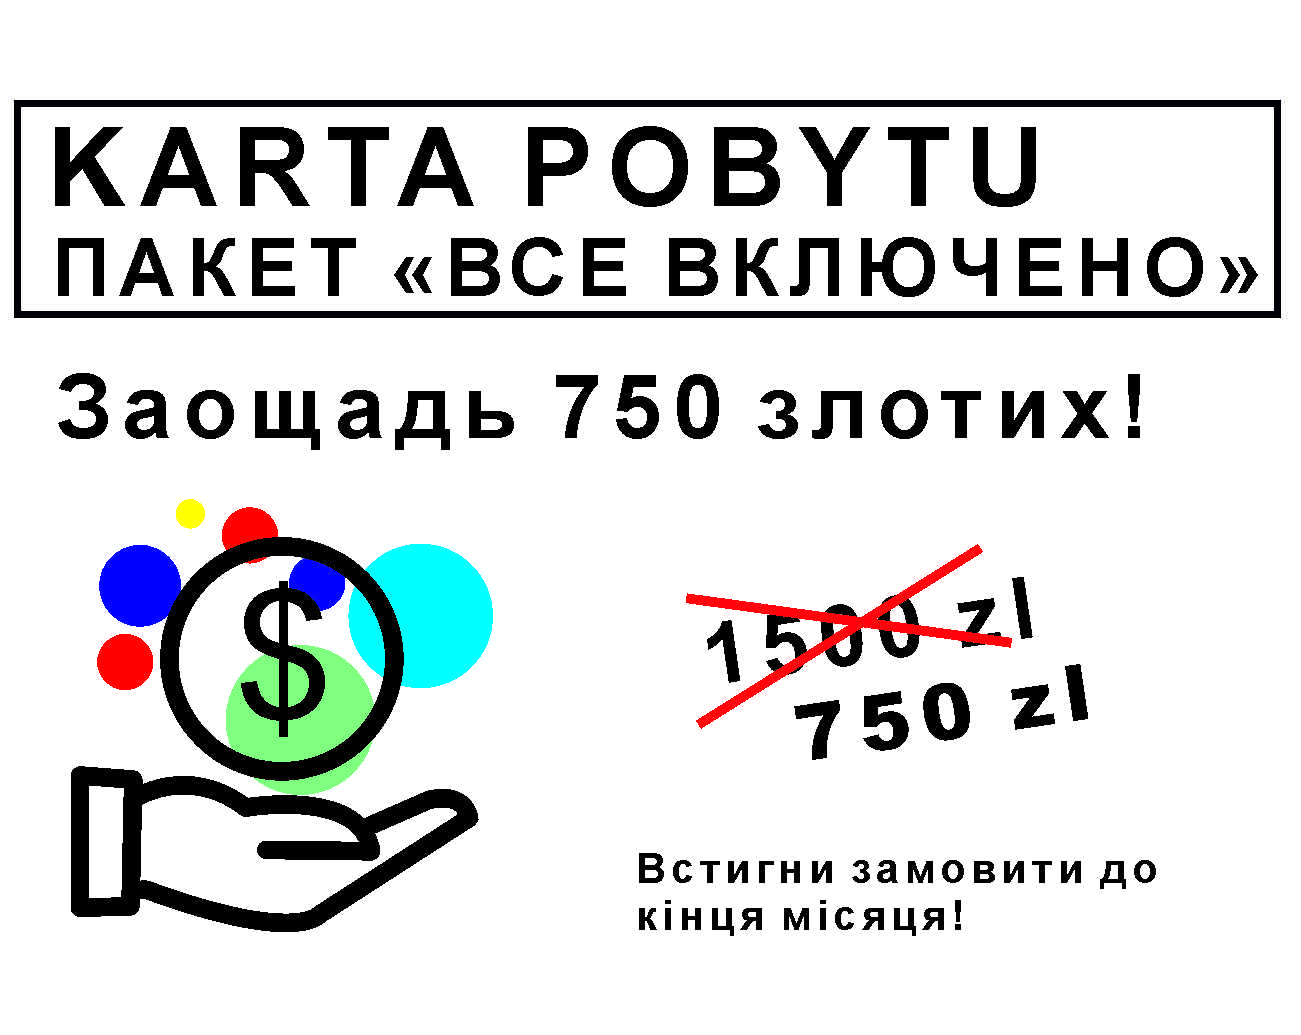 KARTA POBYTU
ПАКЕТ «ВСЕ ВКЛЮЧЕНО»
Заощадь 750 злотих!
$
1500 zl
750 zl
Встигни замовити до
кінця місяця!